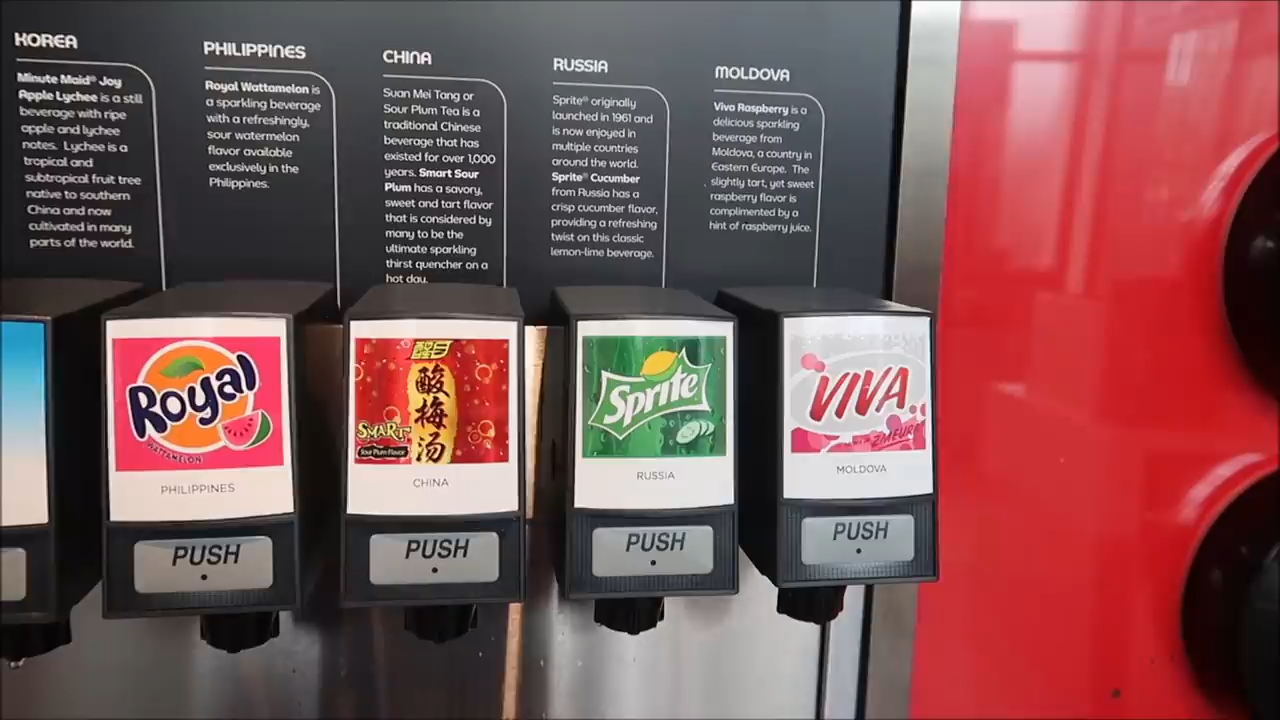 KOREA
Minute Maid® Joy
Apple Lychee is a still
beverage with ripe
apple and lychee
notes. Lychee is a
tropical and
subtropical fruit tree
native to southern
China and now
cultivated in many
parts of the world.
PHILIPPINES
Royal Wattamelon is
a sparkling beverage
with a refreshingly,
sour watermelon
flavor available
exclusively in the
Philippines.
CHINA
Suan Mei Tang or
Sour Plum Tea is a
traditional Chinese
beverage that has
existed for over 1,000
years. Smart Sour
Plum has a savory,
sweet and tart flavor
that is considered by
many to be the
ultimate sparkling
thirst quencher on a
hot day.
RUSSIA
Sprite® originally
launched in 1961 and
is now enjoyed in
multiple countries
around the world.
Sprite® Cucumber
from Russia has a
crisp cucumber flavor,
providing a refreshing
twist on this classic
lemon-lime beverage.
MOLDOVA
Viva Raspberry is a
delicious sparkling
beverage from
Moldova, a country in
Eastern Europe. The
slightly tart, yet sweet
raspberry flavor is
complimented by a
hint of raspberry juice.
Royal
WATTAMELON
PHILIPPINES
PUSH
醒目
酸梅汤
SMART
Sour Plum Flavor
CHINA
PUSH
Sprite
RUSSIA
PUSH
VIVA
ZMEURĂ
MOLDOVA
PUSH